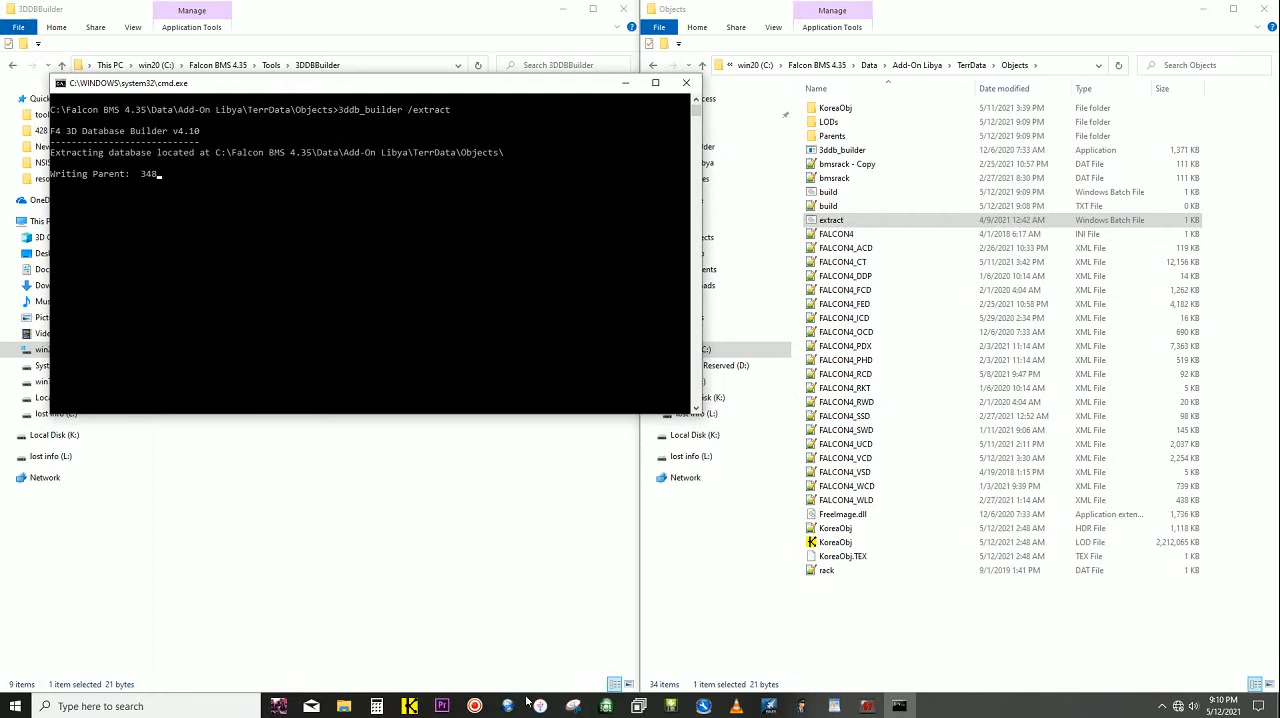 3DDBBuilder
Manage
File
Home
Share
View
Application Tools
This PC
win20 (C:)
Falcon BMS 4.35
Tools
3DDBBuilder
Search 3DDBBuilder
Objects
Manage
File
Home
Share
View
Application Tools
« win20 (C:)
Falcon BMS 4.35
Data
Add-On Libya
TerrData
Objects
Search Objects
C:\WINDOWS\system32\cmd.exe
C:\Falcon BMS 4.35\Data\Add-On Libya\TerrData\Objects>3ddb_builder /extract
F4 3D Database Builder v4.10
----------------------------
Extracting database located at C:\Falcon BMS 4.35\Data\Add-On Libya\TerrData\Objects\
Writing Parent:  348
Local Disk (K:)
lost info (L:)
Network
Local Disk (K:)
lost info (L:)
Network
Name Date modified Type Size
KoreaObj 5/11/2021 3:39 PM File folder
LODs 5/12/2021 9:09 PM File folder
Parents 5/12/2021 9:09 PM File folder
3ddb_builder 12/6/2020 7:33 AM Application 1,371 KB
bmsrack - Copy 2/25/2021 10:57 PM DAT File 111 KB
bmsrack 2/27/2021 8:30 PM DAT File 111 KB
build 5/12/2021 9:09 PM Windows Batch File 1 KB
build 5/12/2021 9:08 PM TXT File 0 KB
extract 4/9/2021 12:42 AM Windows Batch File 1 KB
FALCON4 4/1/2018 6:17 AM INI File 1 KB
FALCON4_ACD 2/26/2021 10:33 PM XML File 119 KB
FALCON4_CT 5/11/2021 3:42 PM XML File 12,156 KB
FALCON4_DDP 1/6/2020 10:14 AM XML File 14 KB
FALCON4_FCD 2/1/2020 4:04 AM XML File 1,262 KB
FALCON4_FED 2/25/2021 10:58 PM XML File 4,182 KB
FALCON4_ICD 5/29/2020 2:34 PM XML File 16 KB
FALCON4_OCD 12/6/2020 7:33 AM XML File 690 KB
FALCON4_PDX 2/3/2021 11:14 AM XML File 7,363 KB
FALCON4_PHD 2/3/2021 11:14 AM XML File 519 KB
FALCON4_RCD 5/8/2021 9:47 PM XML File 92 KB
FALCON4_RKT 1/6/2020 10:14 AM XML File 5 KB
FALCON4_RWD 2/1/2020 4:04 AM XML File 20 KB
FALCON4_SSD 2/27/2021 12:52 AM XML File 98 KB
FALCON4_SWD 1/11/2021 9:06 AM XML File 145 KB
FALCON4_UCD 5/11/2021 2:11 PM XML File 2,037 KB
FALCON4_VCD 5/12/2021 3:30 AM XML File 2,254 KB
FALCON4_VSD 4/19/2018 1:15 PM XML File 5 KB
FALCON4_WCD 1/3/2021 9:39 PM XML File 739 KB
FALCON4_WLD 2/27/2021 1:14 AM XML File 438 KB
FreeImage.dll 12/6/2020 7:33 AM Application exten... 1,736 KB
KoreaObj 5/12/2021 2:48 AM HDR File 1,118 KB
KoreaObj 5/12/2021 2:48 AM LOD File 2,212,065 KB
KoreaObj.TEX 5/12/2021 2:48 AM TEX File 1 KB
rack 9/1/2019 1:41 PM DAT File 1 KB
9 items
1 item selected 21 bytes
34 items
1 item selected 21 bytes
Type here to search
9:10 PM
5/12/2021